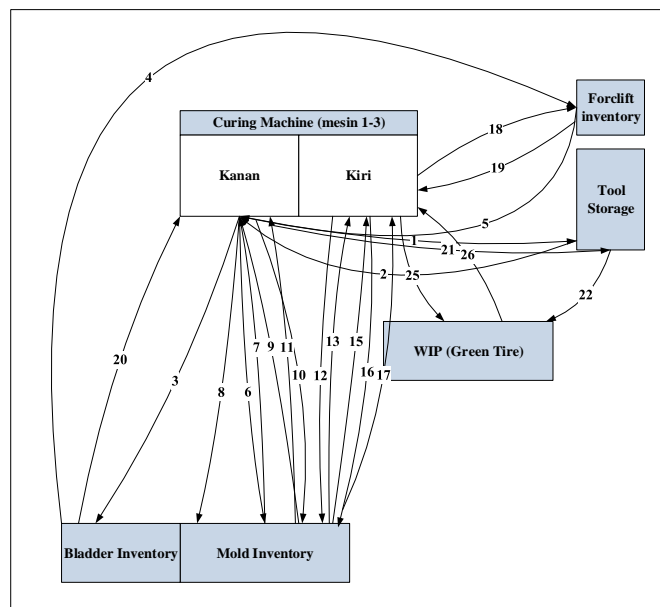 4
Forclift
inventory
Curing Machine (mesin 1-3)
18
Kanan
Kiri
19
Tool
Storage
5
1
21
26
2
25
22
20
3
8
6
7
9
11
10
12
13
15
16
17
WIP (Green Tire)
Bladder Inventory
Mold Inventory